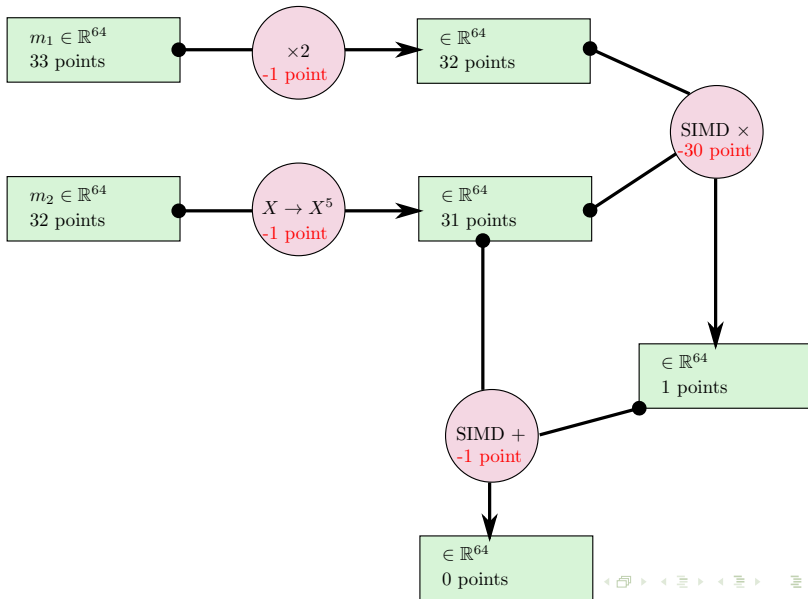 m₁ ∈ ℝ⁶⁴
33 points
×2
-1 point
∈ ℝ⁶⁴
32 points
SIMD ×
-30 point
m₂ ∈ ℝ⁶⁴
32 points
X → X⁵
-1 point
∈ ℝ⁶⁴
31 points
∈ ℝ⁶⁴
1 points
SIMD +
-1 point
∈ ℝ⁶⁴
0 points